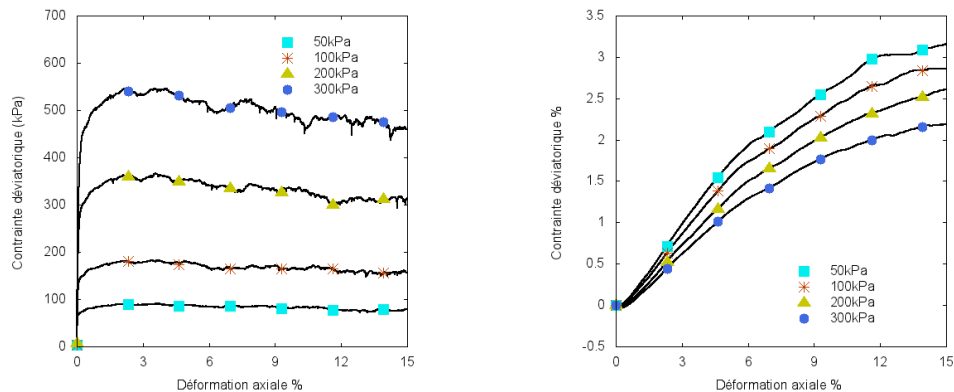 Contrainte déviatorique (kPa)
700
600
500
400
300
200
100
0
50kPa
100kPa
200kPa
300kPa
0 3 6 9 12 15
Déformation axiale %
Contrainte déviatorique %
3.5
3
2.5
2
1.5
1
0.5
0
-0.5
50kPa
100kPa
200kPa
300kPa
0 3 6 9 12 15
Déformation axiale %